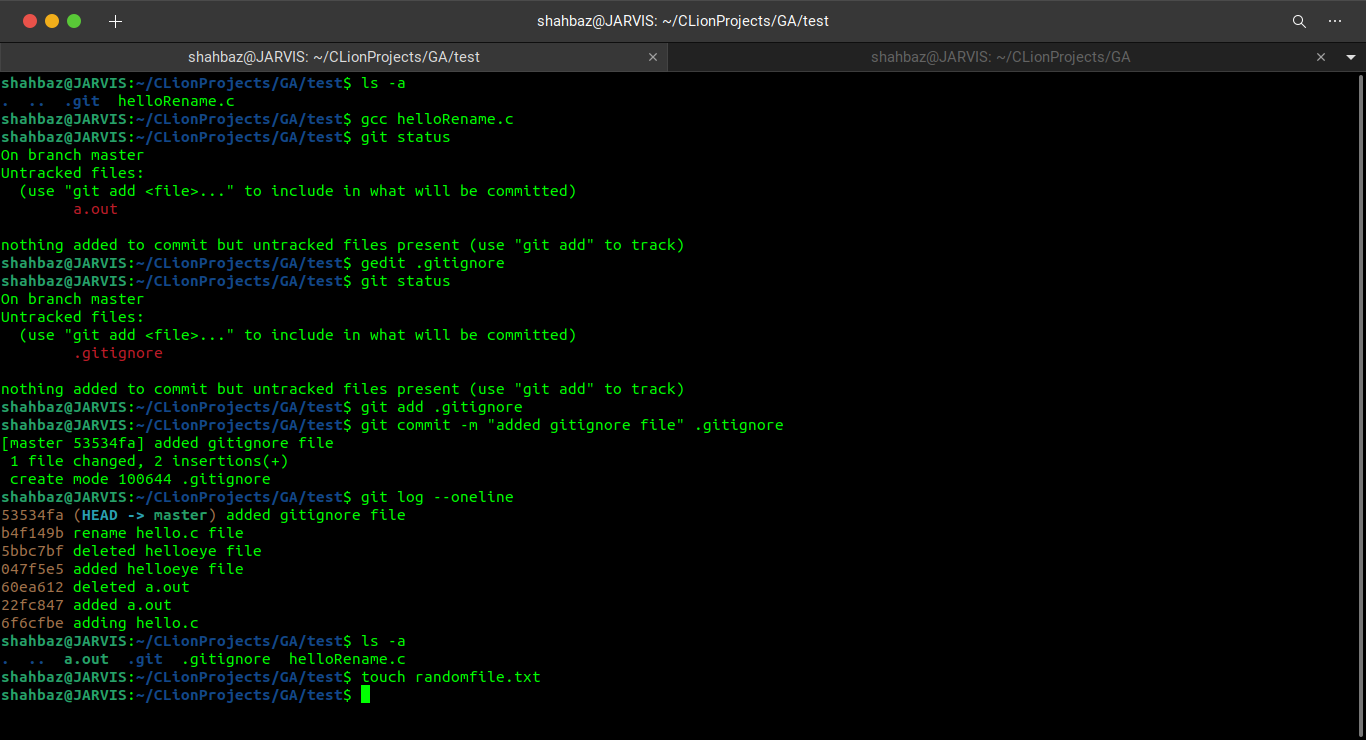 shahbaz@JARVIS: ~/CLionProjects/GA/test
shahbaz@JARVIS: ~/CLionProjects/GA/test
shahbaz@JARVIS: ~/CLionProjects/GA
shahbaz@JARVIS:~/CLionProjects/GA/test$ ls -a
.  ..  .git  helloRename.c
shahbaz@JARVIS:~/CLionProjects/GA/test$ gcc helloRename.c
shahbaz@JARVIS:~/CLionProjects/GA/test$ git status
On branch master
Untracked files:
  (use "git add <file>..." to include in what will be committed)
        a.out

nothing added to commit but untracked files present (use "git add" to track)
shahbaz@JARVIS:~/CLionProjects/GA/test$ gedit .gitignore
shahbaz@JARVIS:~/CLionProjects/GA/test$ git status
On branch master
Untracked files:
  (use "git add <file>..." to include in what will be committed)
        .gitignore

nothing added to commit but untracked files present (use "git add" to track)
shahbaz@JARVIS:~/CLionProjects/GA/test$ git add .gitignore
shahbaz@JARVIS:~/CLionProjects/GA/test$ git commit -m "added gitignore file" .gitignore
[master 53534fa] added gitignore file
 1 file changed, 2 insertions(+)
 create mode 100644 .gitignore
shahbaz@JARVIS:~/CLionProjects/GA/test$ git log --oneline
53534fa (HEAD -> master) added gitignore file
b4f149b rename hello.c file
5bbc7bf deleted helloeye file
047f5e5 added helloeye file
60ea612 deleted a.out
22fc847 added a.out
6f6cfbe adding hello.c
shahbaz@JARVIS:~/CLionProjects/GA/test$ ls -a
.  ..  a.out  .git  .gitignore  helloRename.c
shahbaz@JARVIS:~/CLionProjects/GA/test$ touch randomfile.txt
shahbaz@JARVIS:~/CLionProjects/GA/test$